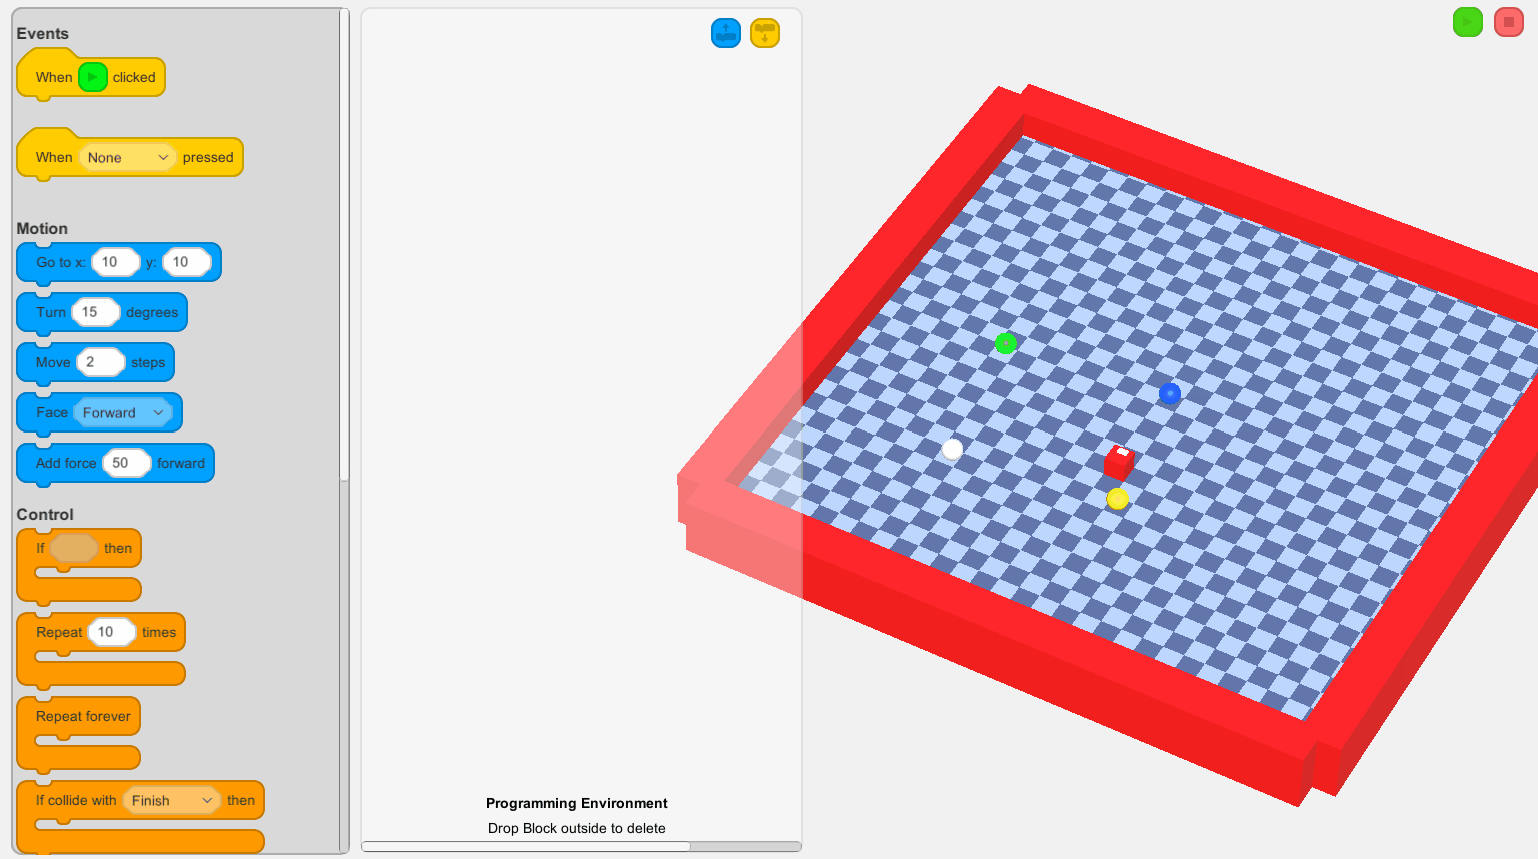 Events
When clicked
When None pressed
Motion
Go to x: 10 y: 10
Turn 15 degrees
Move 2 steps
Face Forward
Add force 50 forward
Control
If then
Repeat 10 times
Repeat forever
If collide with Finish then
Programming Environment
Drop Block outside to delete